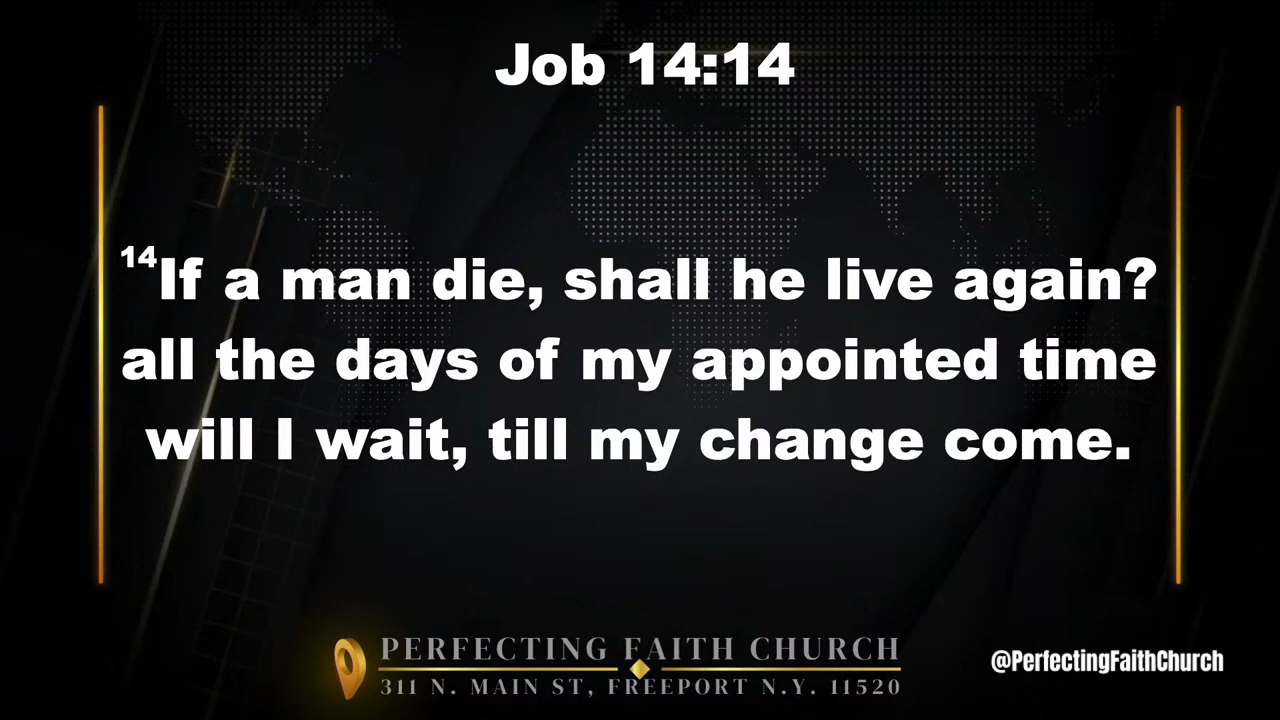 Job 14:14
14If a man die, shall he live again?
all the days of my appointed time
will I wait, till my change come.
PERFECTING FAITH CHURCH
311 N. MAIN ST, FREEPORT N.Y. 11520
@PerfectingFaithChurch